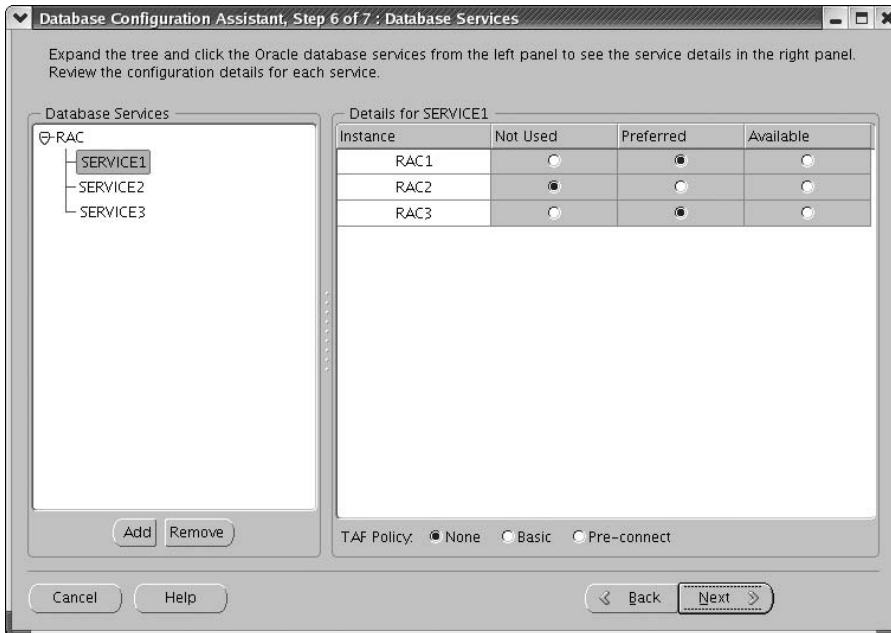 Database Configuration Assistant, Step 6 of 7 : Database Services
Expand the tree and click the Oracle database services from the left panel to see the service details in the right panel.
Review the configuration details for each service.
Database Services
RAC
SERVICE1
SERVICE2
SERVICE3
Add Remove
Details for SERVICE1
Instance Not Used Preferred Available
RAC1
RAC2
RAC3
TAF Policy: None Basic Pre-connect
Cancel Help Back Next